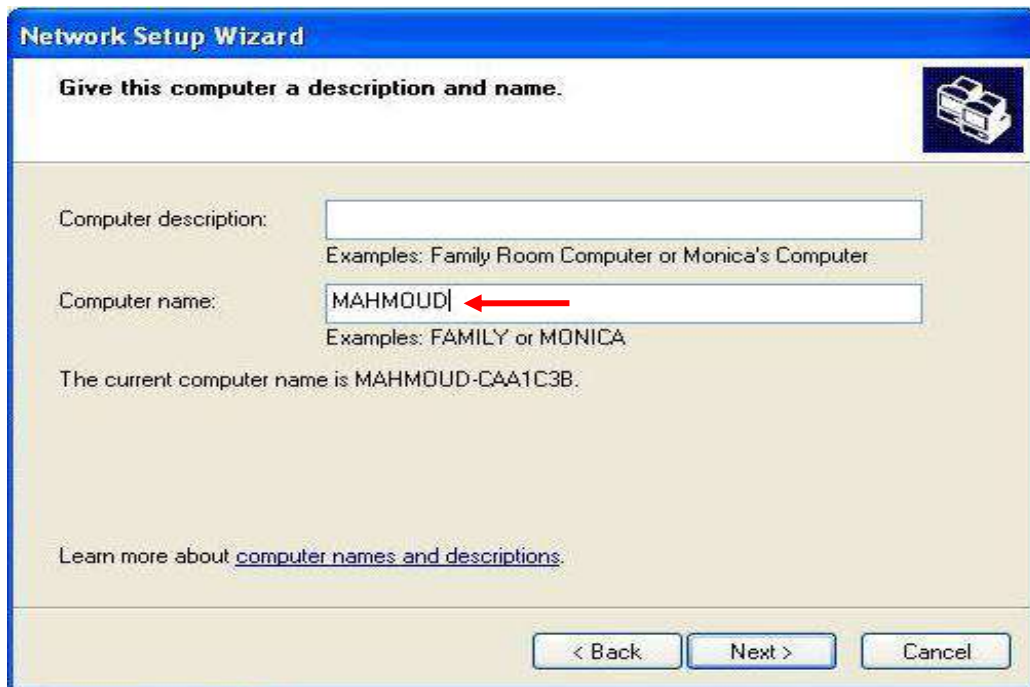 Network Setup Wizard
Give this computer a description and name.
Computer description:
Examples: Family Room Computer or Monica's Computer
Computer name: MAHMOUD
Examples: FAMILY or MONICA
The current computer name is MAHMOUD-CAA1C3B.
Learn more about computer names and descriptions.
< Back Next > Cancel